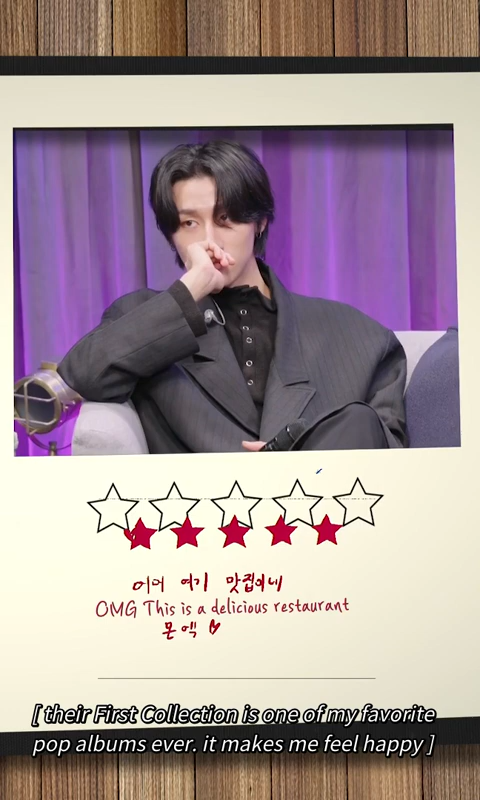 어머 여기 맛집이네
OMG This is a delicious restaurant
몬엑
[ their First Collection is one of my favorite
pop albums ever. it makes me feel happy ]